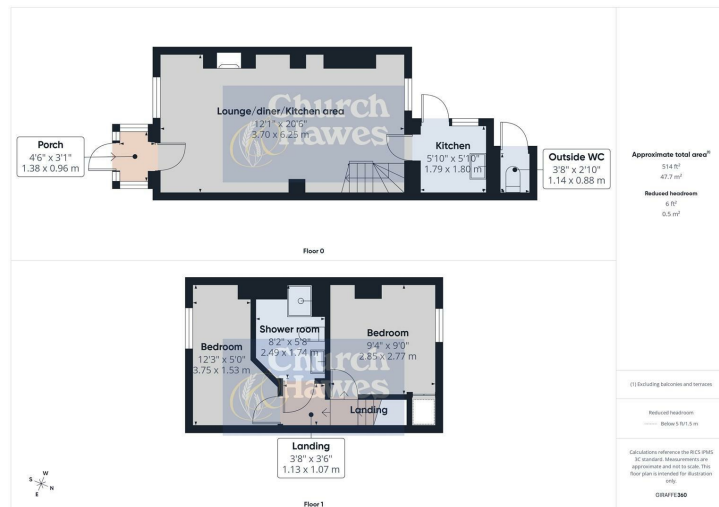 Porch
4'6" x 3'1"
1.38 x 0.96 m
Lounge/diner/Kitchen area
12'1" x 20'6"
3.70 x 6.25 m
Church
Hawes
Kitchen
5'10" x 5'10"
1.79 x 1.80 m
Outside WC
3'8" x 2'10"
1.14 x 0.88 m
Floor 0
Bedroom
12'3" x 5'0"
3.75 x 1.53 m
Shower room
8'2" x 5'8"
2.49 x 1.74 m
Bedroom
9'4" x 9'0"
2.85 x 2.77 m
Church
Hawes
Landing
Landing
3'8" x 3'6"
1.13 x 1.07 m
S W
E N
Floor 1
Approximate total area(1)
514 ft²
47.7 m²
Reduced headroom
6 ft²
0.5 m²
(1) Excluding balconies and terraces
Reduced headroom
Below 5 ft/1.5 m
Calculations reference the RICS IPMS
3C standard. Measurements are
approximate and not to scale. This
floor plan is intended for illustration
only.
GIRAFFE360